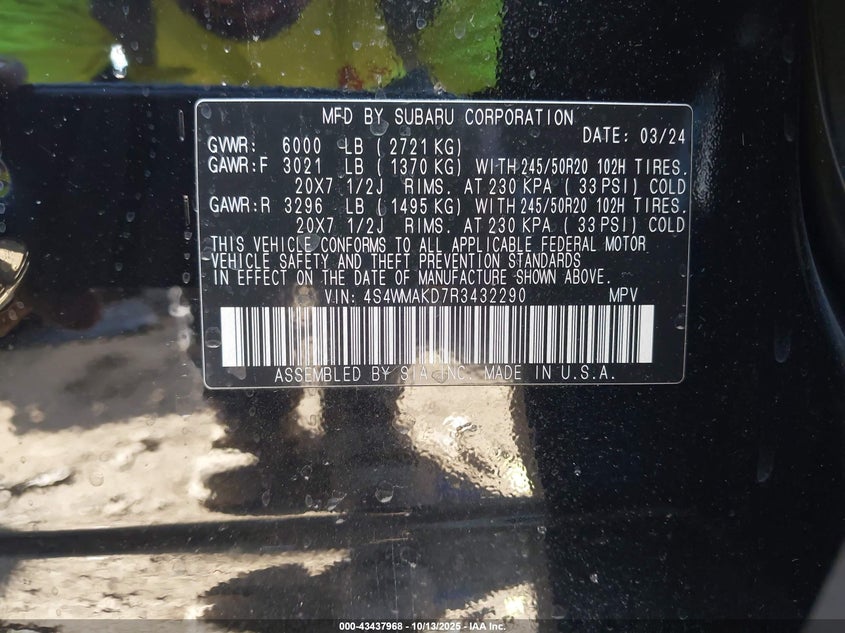 MFD BY SUBARU CORPORATION
DATE: 03/24
GVWR: 6000 LB ( 2721 KG)
GAWR:F 3021 LB ( 1370 KG) WITH 245/50R20 102H TIRES.
20X7 1/2J RIMS. AT 230 KPA ( 33 PSI) COLD
GAWR:R 3296 LB ( 1495 KG) WITH 245/50R20 102H TIRES.
20X7 1/2J RIMS. AT 230 KPA ( 33 PSI) COLD
THIS VEHICLE CONFORMS TO ALL APPLICABLE FEDERAL MOTOR
VEHICLE SAFETY AND THEFT PREVENTION STANDARDS
IN EFFECT ON THE DATE OF MANUFACTURE SHOWN ABOVE.
VIN: 4S4WMAKD7R3432290 MPV
ASSEMBLED BY SIA INC. MADE IN U.S.A.
000-43437968 - 10/13/2025 - IAA Inc.